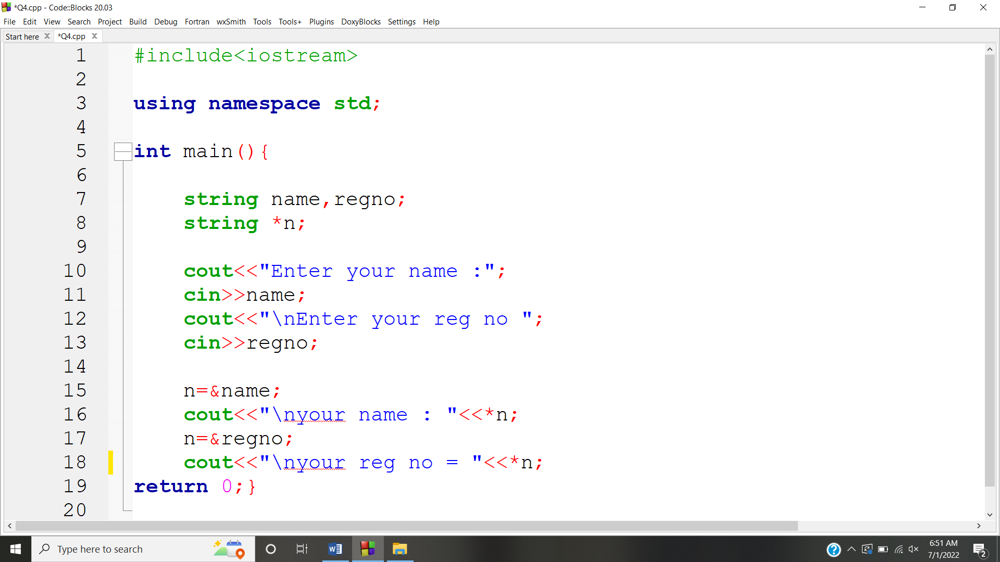 *Q4.cpp - Code::Blocks 20.03
File Edit View Search Project Build Debug Fortran wxSmith Tools Tools+ Plugins DoxyBlocks Settings Help
Start here X *Q4.cpp X
1 #include<iostream>
2
3 using namespace std;
4
5 int main(){
6
7 string name,regno;
8 string *n;
9
10 cout<<"Enter your name :";
11 cin>>name;
12 cout<<"\nEnter your reg no ";
13 cin>>regno;
14
15 n=&name;
16 cout<<"\nyour name : "<<*n;
17 n=&regno;
18 cout<<"\nyour reg no = "<<*n;
19 return 0;}
20
Type here to search
W
?
6:51 AM
7/1/2022
2